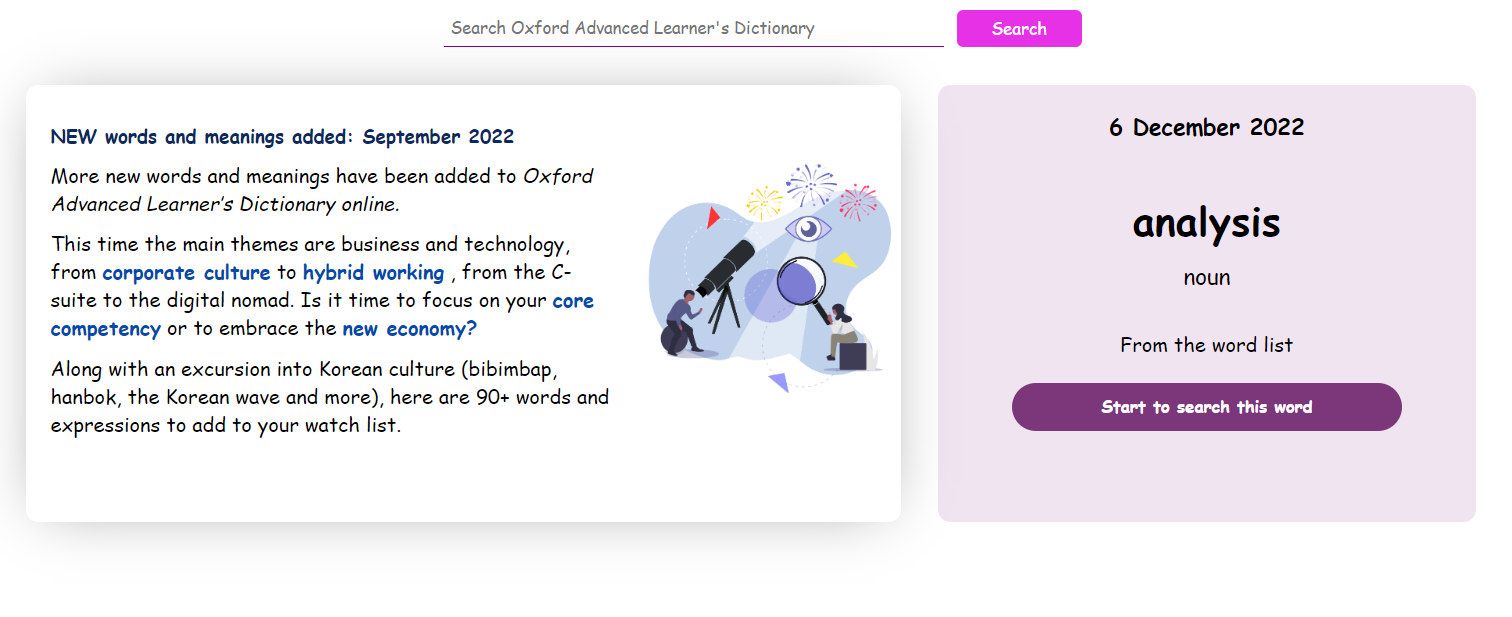 Search Oxford Advanced Learner's Dictionary
Search
NEW words and meanings added: September 2022
More new words and meanings have been added to Oxford
Advanced Learner’s Dictionary online.
This time the main themes are business and technology,
from corporate culture to hybrid working , from the C-
suite to the digital nomad. Is it time to focus on your core
competency or to embrace the new economy?
Along with an excursion into Korean culture (bibimbap,
hanbok, the Korean wave and more), here are 90+ words and
expressions to add to your watch list.
6 December 2022
analysis
noun
From the word list
Start to search this word